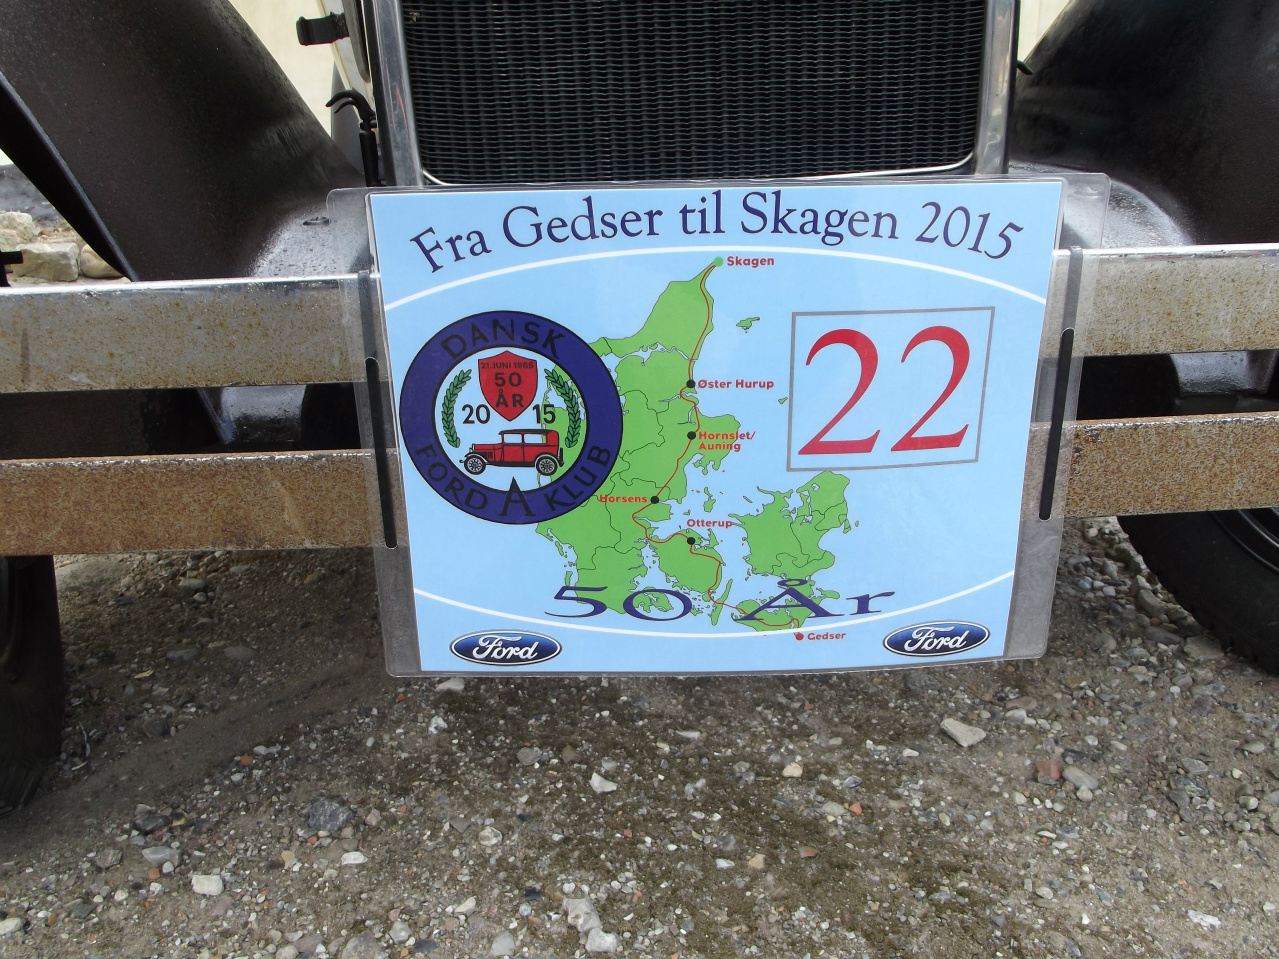 Fra Gedser til Skagen 2015
Skagen
DANSK
21. JUNI 1965
50
ÅR
20 15
FORD A KLUB
22
Øster Hurup
Hornslet/
Auning
Horsens
Otterup
50 År
Gedser
Ford
Ford